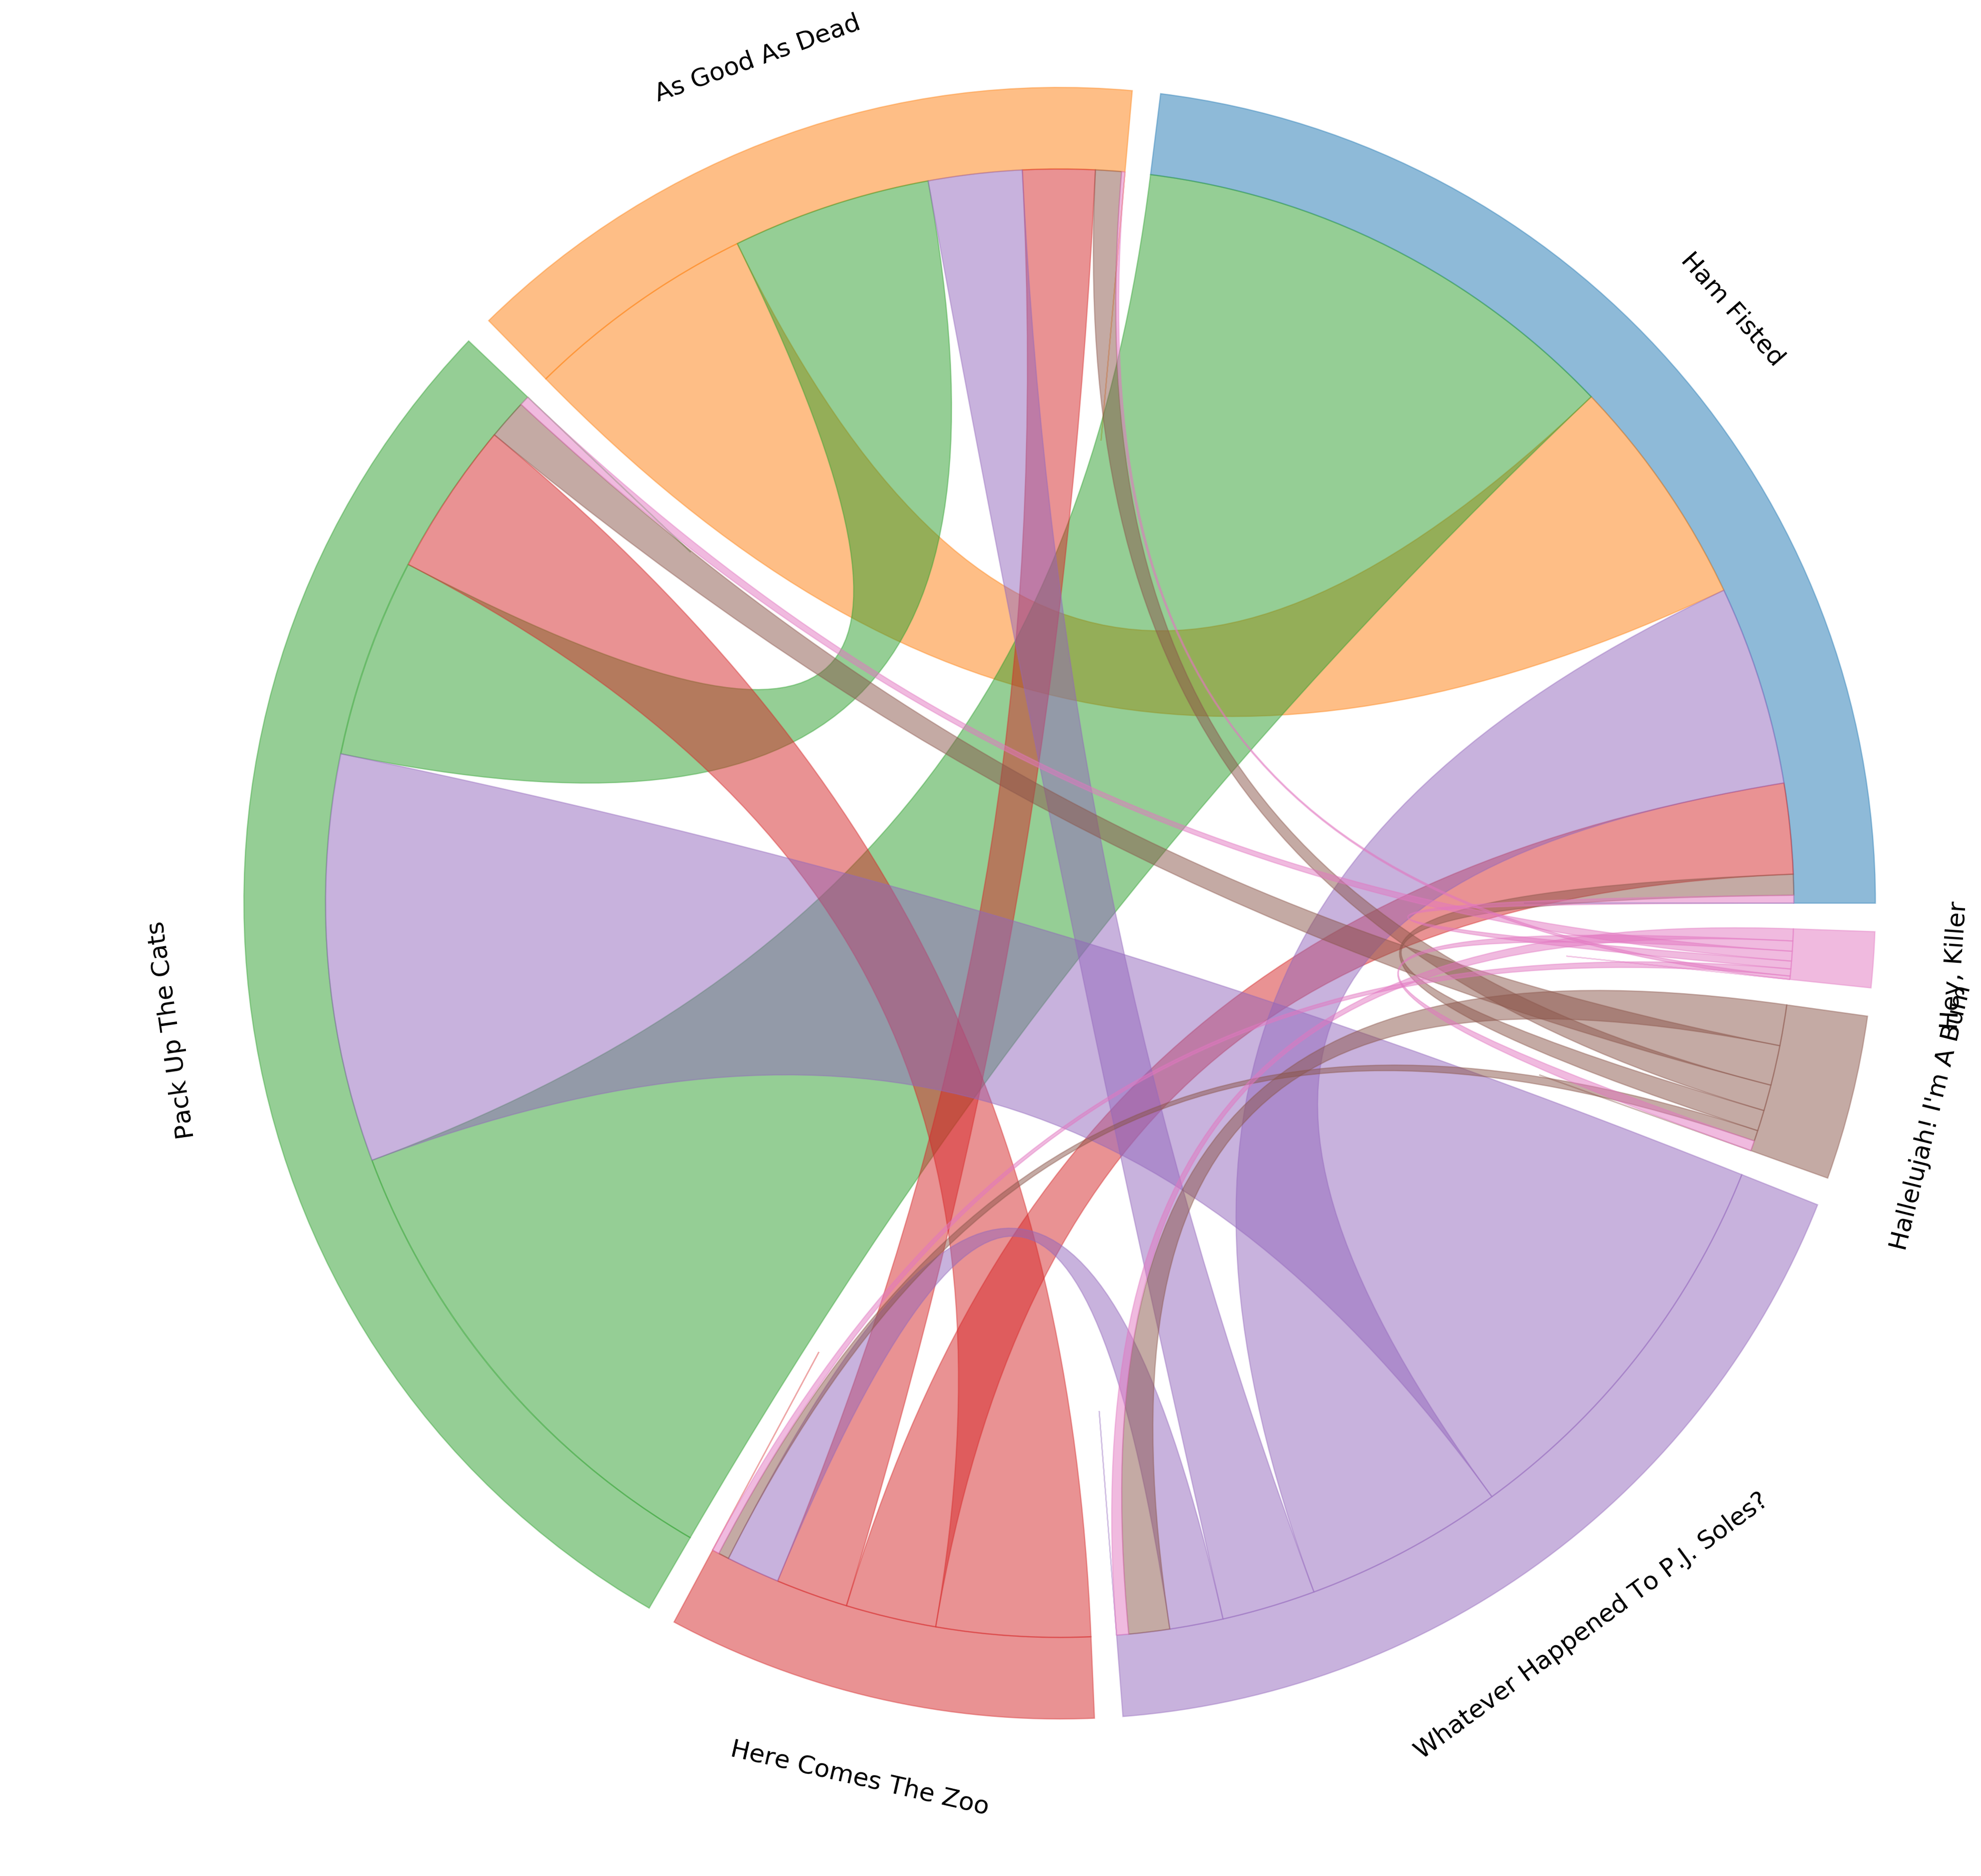 As Good As Dead
Ham Fisted
Pack Up The Cats
Hey, Killer
Hallelujah! I'm A Bum
Whatever Happened To P.J. Soles?
Here Comes The Zoo